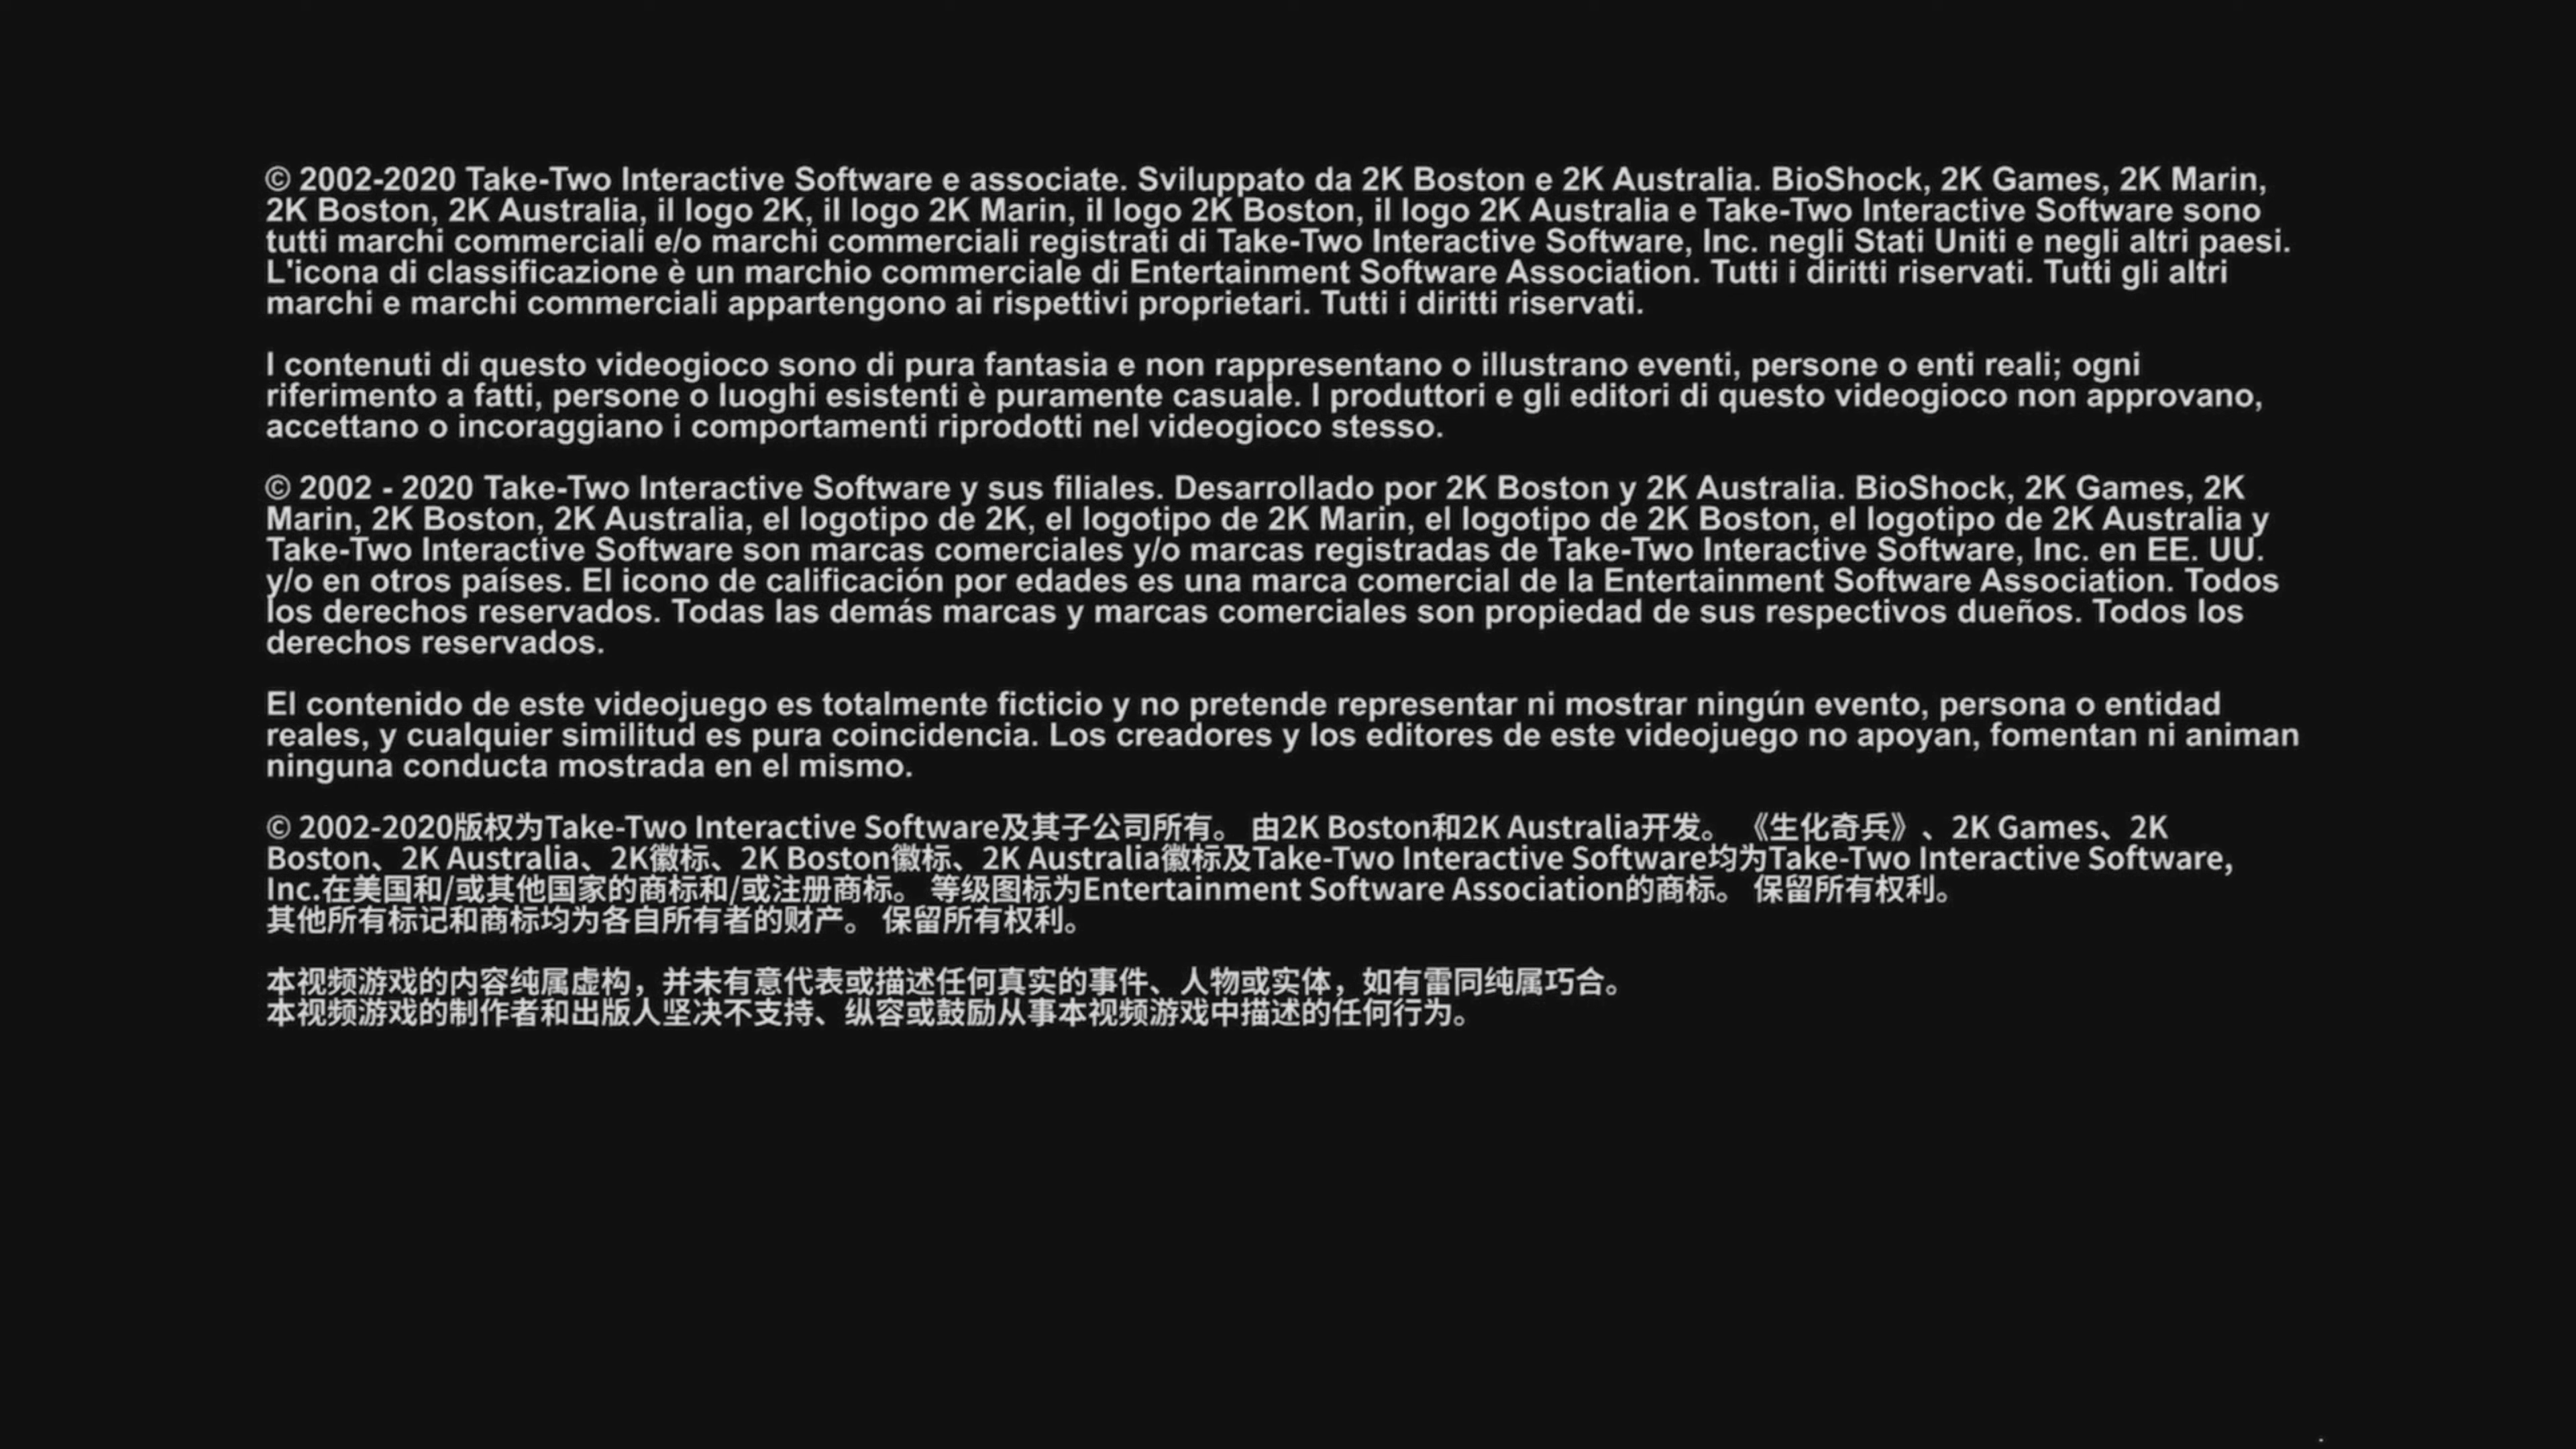 © 2002-2020 Take-Two Interactive Software e associate. Sviluppato da 2K Boston e 2K Australia. BioShock, 2K Games, 2K Marin,
2K Boston, 2K Australia, il logo 2K, il logo 2K Marin, il logo 2K Boston, il logo 2K Australia e Take-Two Interactive Software sono
tutti marchi commerciali e/o marchi commerciali registrati di Take-Two Interactive Software, Inc. negli Stati Uniti e negli altri paesi.
L'icona di classificazione è un marchio commerciale di Entertainment Software Association. Tutti i diritti riservati. Tutti gli altri
marchi e marchi commerciali appartengono ai rispettivi proprietari. Tutti i diritti riservati.
I contenuti di questo videogioco sono di pura fantasia e non rappresentano o illustrano eventi, persone o enti reali; ogni
riferimento a fatti, persone o luoghi esistenti è puramente casuale. I produttori e gli editori di questo videogioco non approvano,
accettano o incoraggiano i comportamenti riprodotti nel videogioco stesso.
© 2002 - 2020 Take-Two Interactive Software y sus filiales. Desarrollado por 2K Boston y 2K Australia. BioShock, 2K Games, 2K
Marin, 2K Boston, 2K Australia, el logotipo de 2K, el logotipo de 2K Marin, el logotipo de 2K Boston, el logotipo de 2K Australia y
Take-Two Interactive Software son marcas comerciales y/o marcas registradas de Take-Two Interactive Software, Inc. en EE. UU.
y/o en otros países. El icono de calificación por edades es una marca comercial de la Entertainment Software Association. Todos
los derechos reservados. Todas las demás marcas y marcas comerciales son propiedad de sus respectivos dueños. Todos los
derechos reservados.
El contenido de este videojuego es totalmente ficticio y no pretende representar ni mostrar ningún evento, persona o entidad
reales, y cualquier similitud es pura coincidencia. Los creadores y los editores de este videojuego no apoyan, fomentan ni animan
ninguna conducta mostrada en el mismo.
© 2002-2020版权为Take-Two Interactive Software及其子公司所有。 由2K Boston和2K Australia开发。 《生化奇兵》、2K Games、2K
Boston、2K Australia、2K徽标、2K Boston徽标、2K Australia徽标及Take-Two Interactive Software均为Take-Two Interactive Software,
Inc.在美国和/或其他国家的商标和/或注册商标。 等级图标为Entertainment Software Association的商标。 保留所有权利。
其他所有标记和商标均为各自所有者的财产。 保留所有权利。
本视频游戏的内容纯属虚构，并未有意代表或描述任何真实的事件、人物或实体，如有雷同纯属巧合。
本视频游戏的制作者和出版人坚决不支持、纵容或鼓励从事本视频游戏中描述的任何行为。